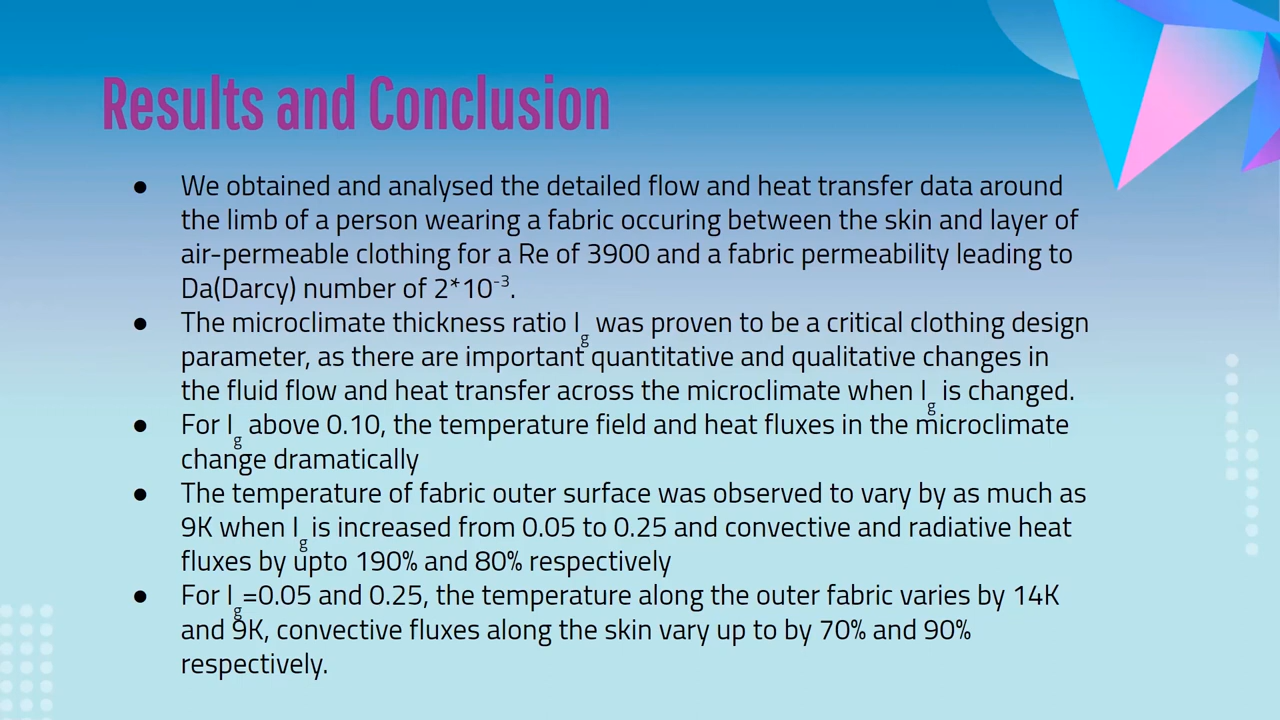 Results and Conclusion
● We obtained and analysed the detailed flow and heat transfer data around
the limb of a person wearing a fabric occuring between the skin and layer of
air-permeable clothing for a Re of 3900 and a fabric permeability leading to
Da(Darcy) number of 2*10⁻³.
● The microclimate thickness ratio l_g was proven to be a critical clothing design
parameter, as there are important quantitative and qualitative changes in
the fluid flow and heat transfer across the microclimate when l_g is changed.
● For l_g above 0.10, the temperature field and heat fluxes in the microclimate
change dramatically
● The temperature of fabric outer surface was observed to vary by as much as
9K when l_g is increased from 0.05 to 0.25 and convective and radiative heat
fluxes by upto 190% and 80% respectively
● For l_g=0.05 and 0.25, the temperature along the outer fabric varies by 14K
and 9K, convective fluxes along the skin vary up to by 70% and 90%
respectively.